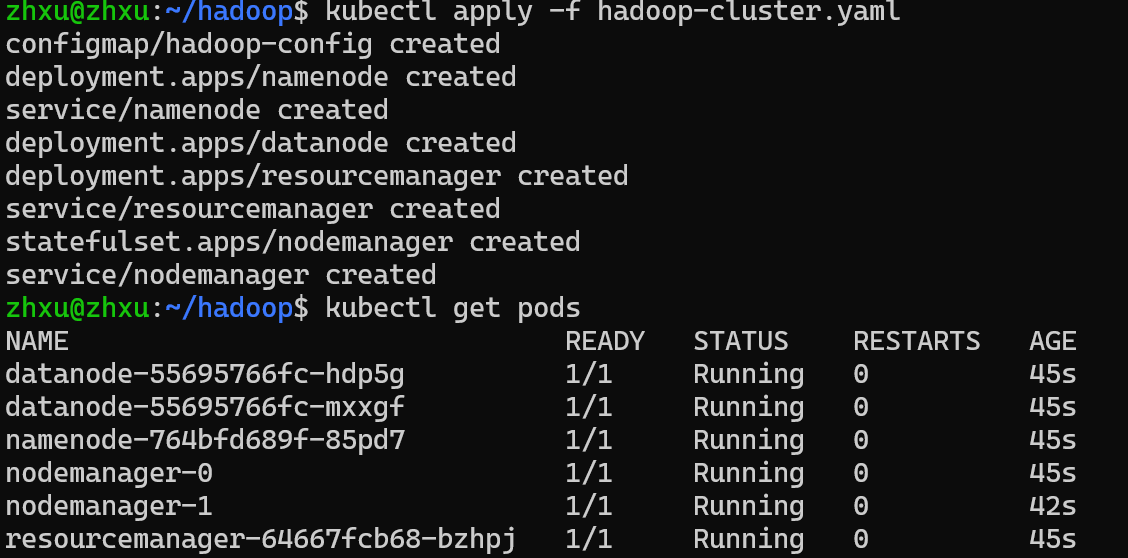 zhxu@zhxu:~/hadoop$ kubectl apply -f hadoop-cluster.yaml
configmap/hadoop-config created
deployment.apps/namenode created
service/namenode created
deployment.apps/datanode created
deployment.apps/resourcemanager created
service/resourcemanager created
statefulset.apps/nodemanager created
service/nodemanager created
zhxu@zhxu:~/hadoop$ kubectl get pods
NAME READY STATUS RESTARTS AGE
datanode-55695766fc-hdp5g 1/1 Running 0 45s
datanode-55695766fc-mxxgf 1/1 Running 0 45s
namenode-764bfd689f-85pd7 1/1 Running 0 45s
nodemanager-0 1/1 Running 0 45s
nodemanager-1 1/1 Running 0 42s
resourcemanager-64667fcb68-bzhpj 1/1 Running 0 45s